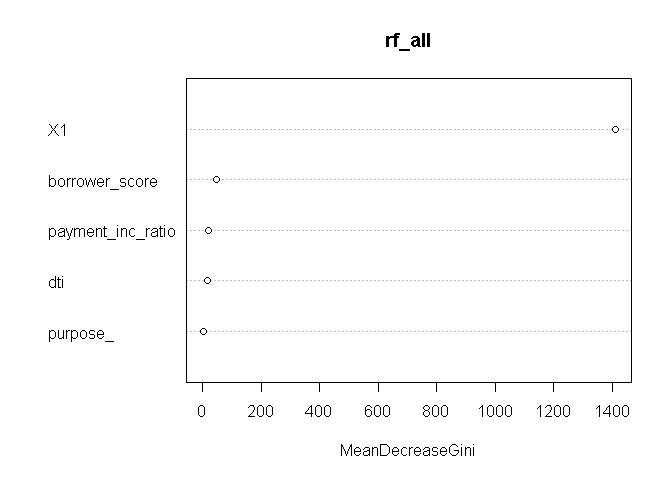 rf_all
X1
borrower_score
payment_inc_ratio
dti
purpose_
0 200 400 600 800 1000 1200 1400
MeanDecreaseGini